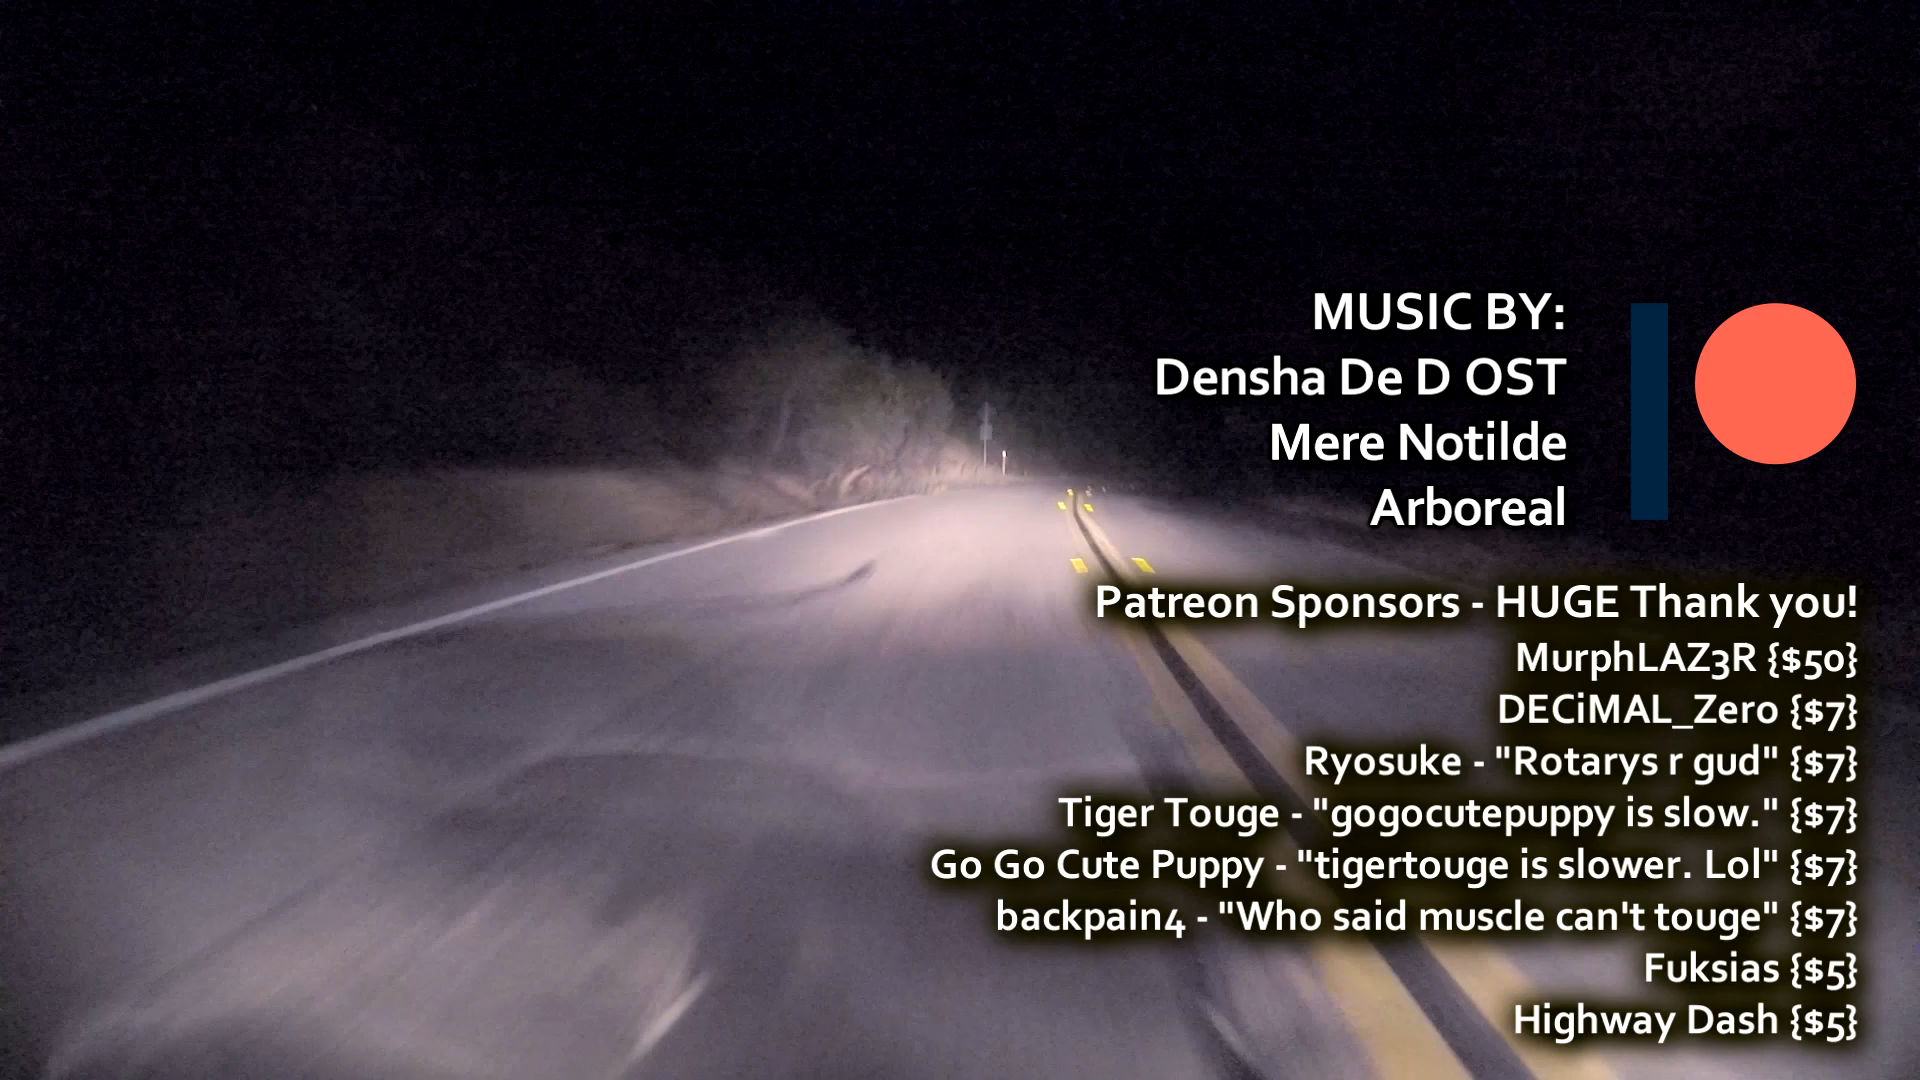 MUSIC BY:
Densha De D OST
Mere Notilde
Arboreal
Patreon Sponsors - HUGE Thank you!
MurphLAZ3R {$50}
DECiMAL_Zero {$7}
Ryosuke - "Rotarys r gud" {$7}
Tiger Touge - "gogocutepuppy is slow." {$7}
Go Go Cute Puppy - "tigertouge is slower. Lol" {$7}
backpain4 - "Who said muscle can't touge" {$7}
Fuksias {$5}
Highway Dash {$5}